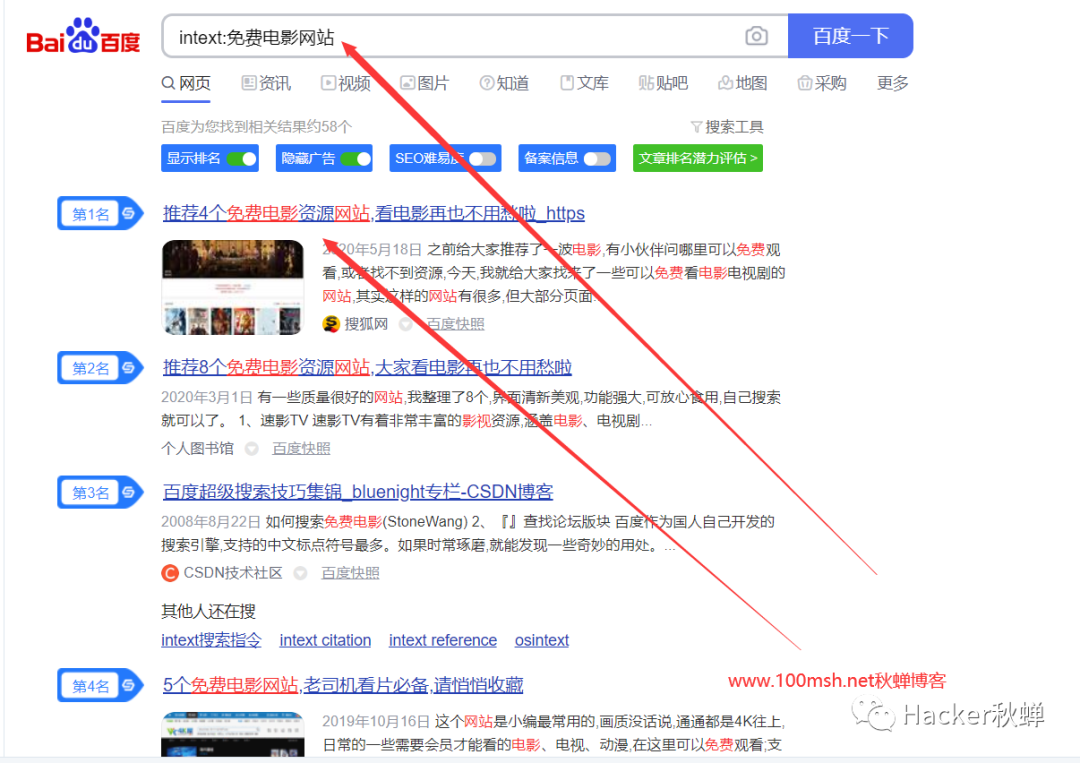 Bai du 百度
intext:免费电影网站
百度一下
网页 资讯 视频 图片 知道 文库 贴吧 地图 采购 更多
百度为您找到相关结果约58个
搜索工具
显示排名 隐藏广告 SEO难易度 备案信息 文章排名潜力评估 >
第1名
推荐4个免费电影资源网站,看电影再也不用愁啦_https
2020年5月18日 之前给大家推荐了一波电影,有小伙伴问哪里可以免费观
看,或者找不到资源,今天,我就给大家找来了一些可以免费看电影电视剧的
网站,其实这样的网站有很多,但大部分页面...
搜狐网 百度快照
第2名
推荐8个免费电影资源网站,大家看电影再也不用愁啦
2020年3月1日 有一些质量很好的网站,我整理了8个,界面清新美观,功能强大,可放心食用,自己搜索
就可以了。 1、速影TV 速影TV有着非常丰富的影视资源,涵盖电影、电视剧...
个人图书馆 百度快照
第3名
百度超级搜索技巧集锦_bluenight专栏-CSDN博客
2008年8月22日 如何搜索免费电影(StoneWang) 2、『』查找论坛版块 百度作为国人自己开发的
搜索引擎,支持的中文标点符号最多。如果时常琢磨,就能发现一些奇妙的用处。...
CSDN技术社区 百度快照
其他人还在搜
intext搜索指令 intext citation intext reference osintext
第4名
5个免费电影网站,老司机看片必备,请悄悄收藏
2019年10月16日 这个网站是小编最常用的,画质没话说,通通都是4K往上,
日常的一些需要会员才能看的电影、电视、动漫,在这里可以免费观看;支
www.100msh.net秋蝉博客
Hacker秋蝉